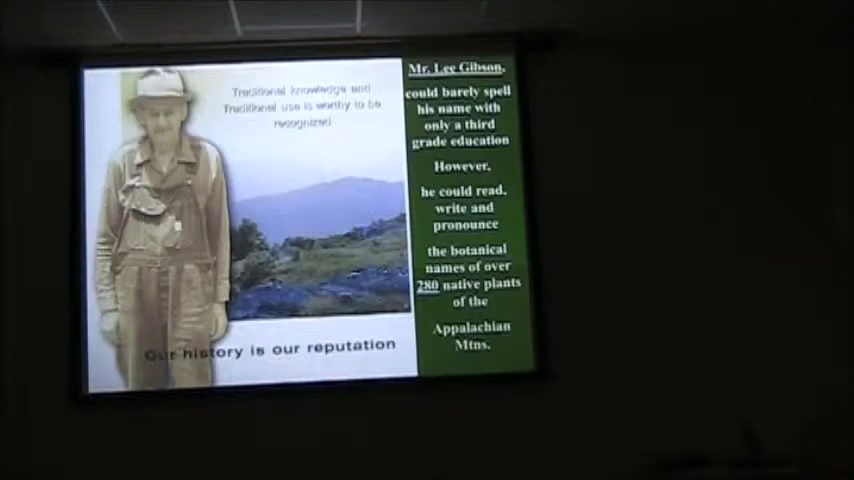 Traditional knowledge and
Traditional use is worthy to be
recognized
Our history is our reputation
Mr. Lee Gibson,
could barely spell
his name with
only a third
grade education
However,
he could read,
write and
pronounce
the botanical
names of over
280 native plants
of the
Appalachian
Mtns.